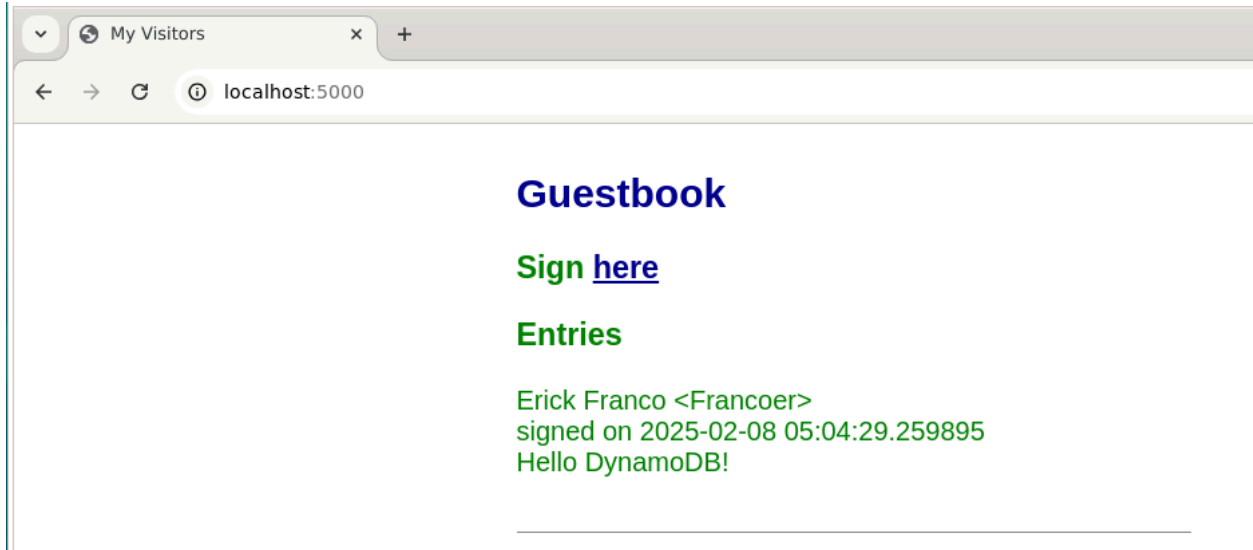 My Visitors
localhost:5000
Guestbook
Sign here
Entries
Erick Franco <Francoer>
signed on 2025-02-08 05:04:29.259895
Hello DynamoDB!